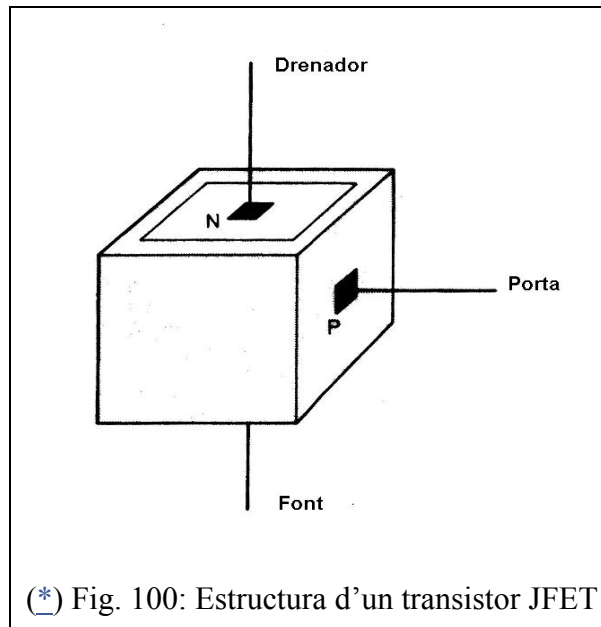 Drenador
N
Porta
P
Font
(*) Fig. 100: Estructura d’un transistor JFET